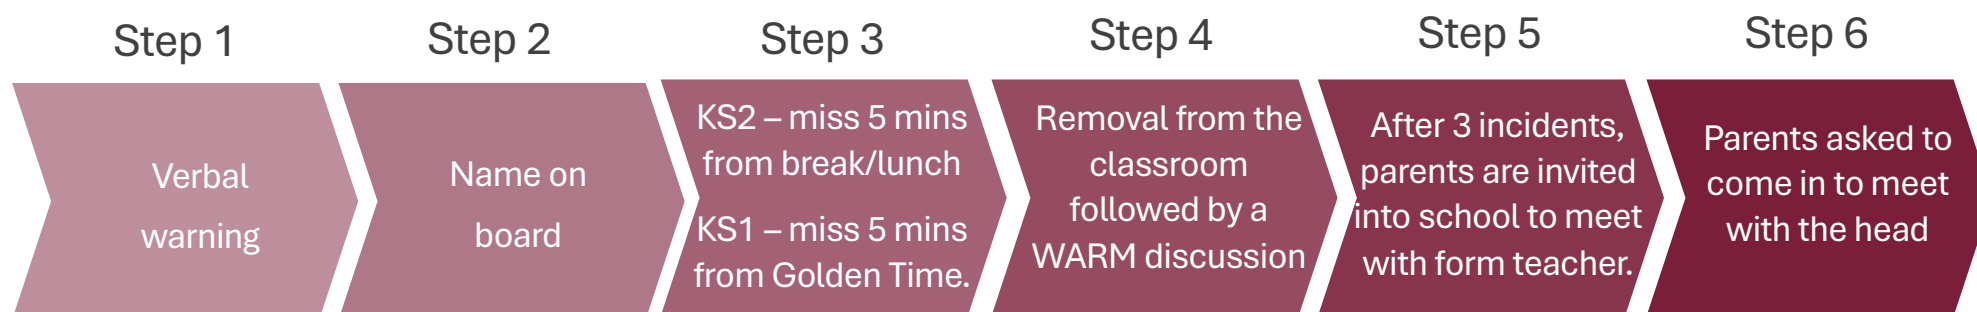 Step 1
Step 2
Step 3
Step 4
Step 5
Step 6
Verbal
warning
Name on
board
KS2 – miss 5 mins
from break/lunch
KS1 – miss 5 mins
from Golden Time.
Removal from the
classroom
followed by a
WARM discussion
After 3 incidents,
parents are invited
into school to meet
with form teacher.
Parents asked to
come in to meet
with the head